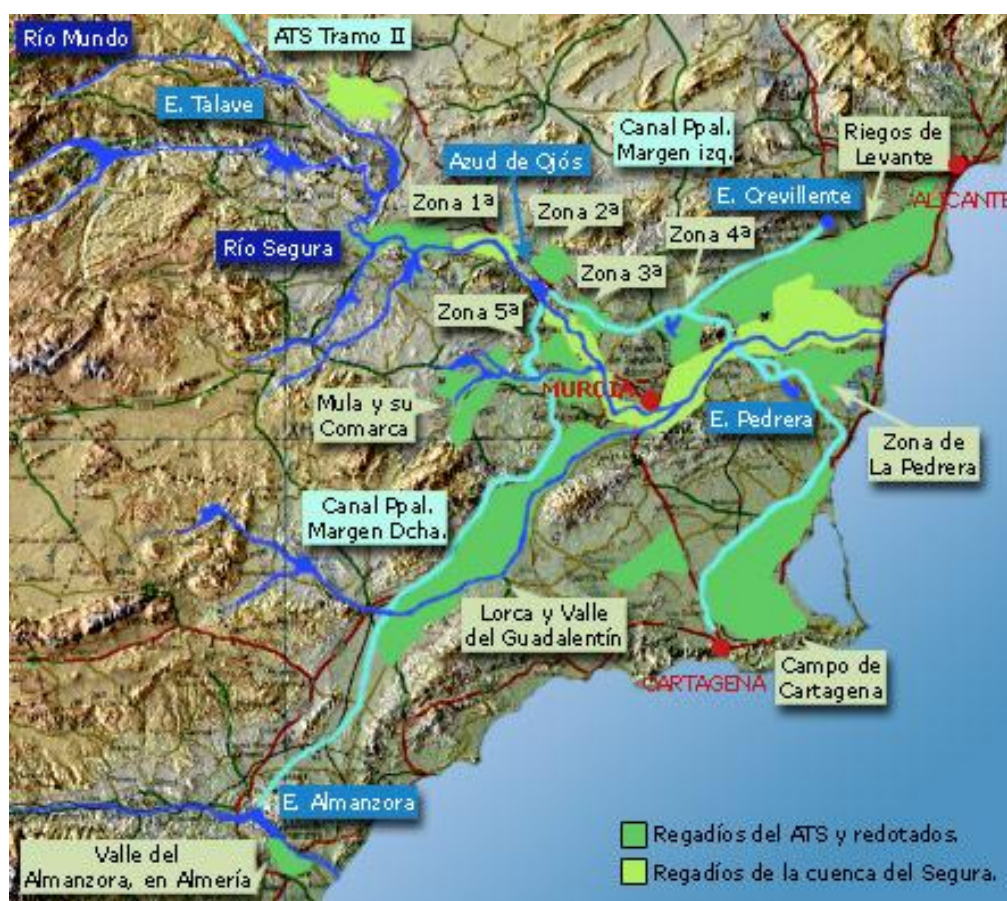 Río Mundo
ATS Tramo II
E. Talave
Canal Ppal.
Margen izq.
Riegos de
Levante
Azud de Ojós
E. Crevillente
ALICANTE
Zona 1ª
Zona 2ª
Zona 4ª
Río Segura
Zona 3ª
Zona 5ª
MURCIA
Mula y su
Comarca
E. Pedrera
Zona de
La Pedrera
Canal Ppal.
Margen Dcha.
Lorca y Valle
del Guadalentín
CARTAGENA
Campo de
Cartagena
E. Almanzora
Valle del
Almanzora, en Almería
Regadíos del ATS y redotados.
Regadíos de la cuenca del Segura.